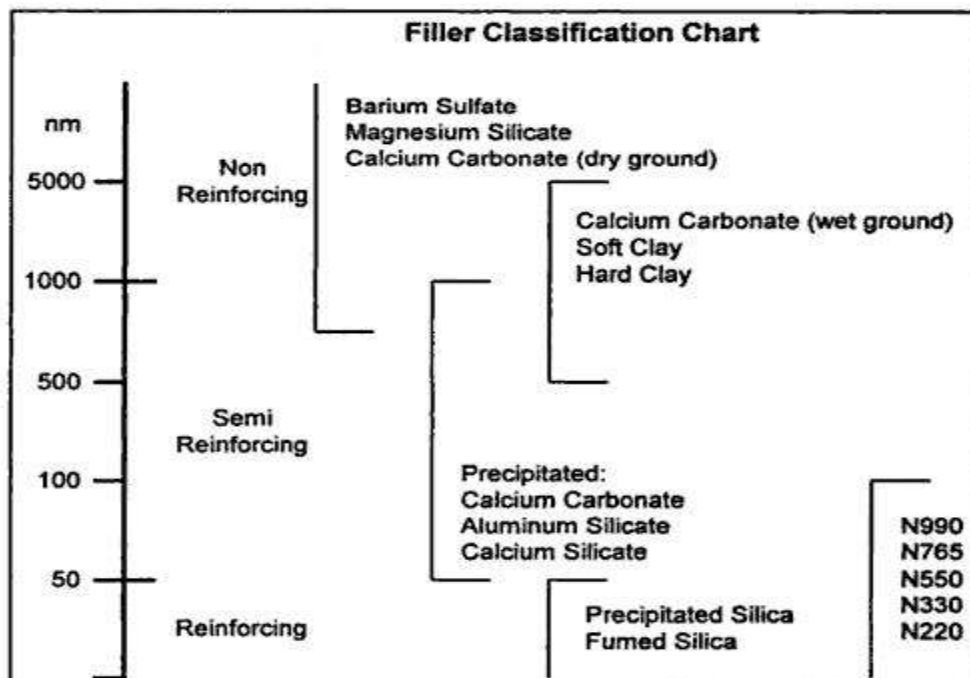 Filler Classification Chart
nm
5000
1000
500
100
50
Non
Reinforcing
Semi
Reinforcing
Reinforcing
Barium Sulfate
Magnesium Silicate
Calcium Carbonate (dry ground)
Calcium Carbonate (wet ground)
Soft Clay
Hard Clay
Precipitated:
Calcium Carbonate
Aluminum Silicate
Calcium Silicate
Precipitated Silica
Fumed Silica
N990
N765
N550
N330
N220